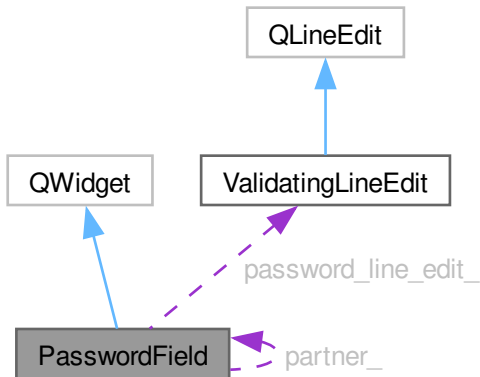 QLineEdit
QWidget
ValidatingLineEdit
password_line_edit_
PasswordField
partner_